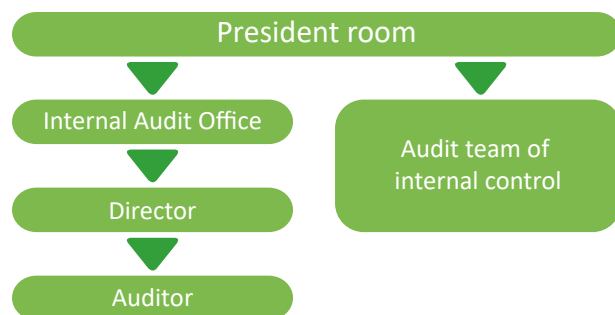 President room
Internal Audit Office
Audit team of
internal control
Director
Auditor